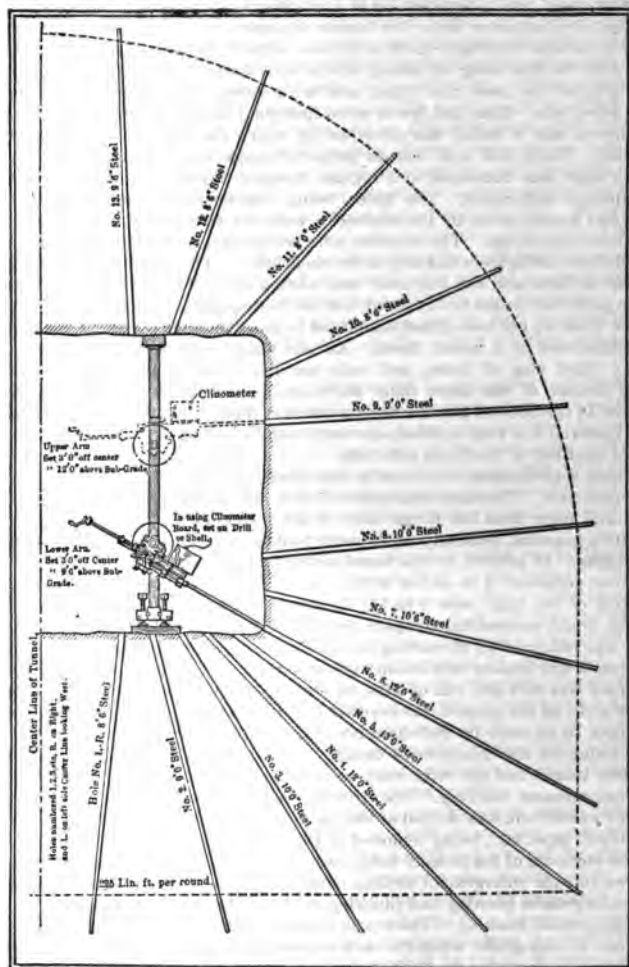 No. 13, 9'6" Steel
No. 12, 8'6" Steel
No. 11, 8'0" Steel
No. 10, 8'0" Steel
Clinometer
No. 9, 9'0" Steel
Upper Arm
Set 3'0" off center
" 12'0" above Sub-Grade
In using Clinometer
Board, set on Drill
or Shell.
No. 8, 10'0" Steel
Lower Arm
Set 3'0" off Center
" 9'6" above Sub-
Grade.
No. 7, 10'6" Steel
No. 6, 12'0" Steel
No. 5, 13'0" Steel
No. 4, 12'0" Steel
No. 3, 10'0" Steel
No. 2, 9'0" Steel
Hole No. 1,-R, 8'6" Steel
Center Line of Tunnel
Holes numbered 1,2,3,etc, R. on Right,
and L. on left side Center Line looking West.
Lin. ft. per round.